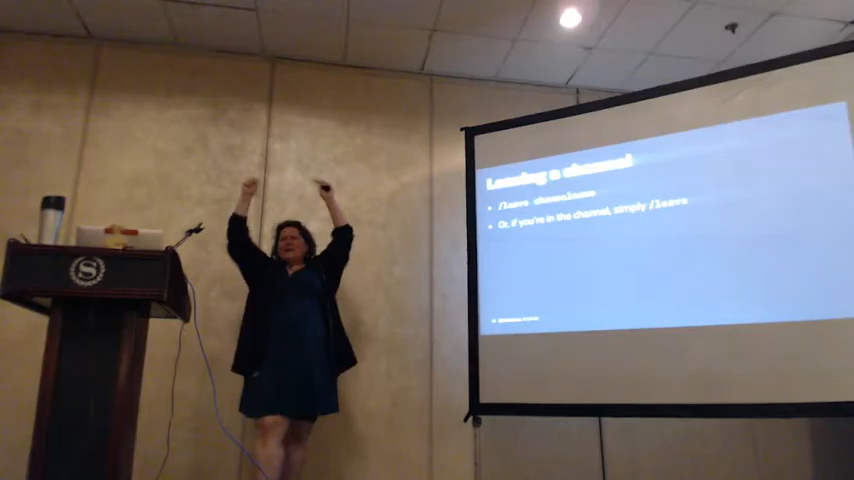 Leaving a channel
/leave channelname
Or, if you're in the channel, simply /leave
S